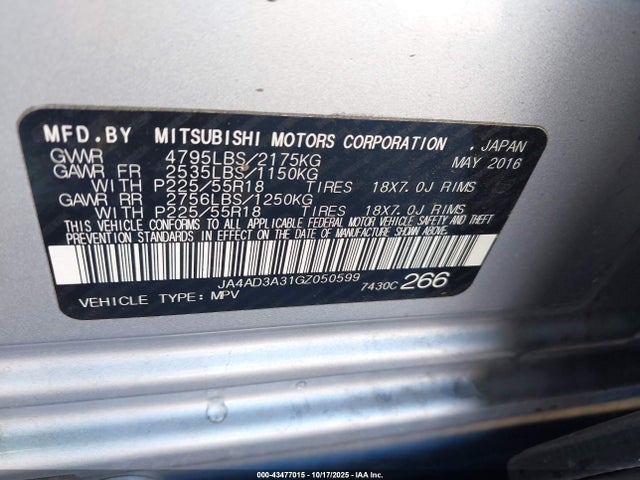 MFD.BY MITSUBISHI MOTORS CORPORATION , JAPAN
GVWR 4795LBS/2175KG MAY 2016
GAWR FR 2535LBS/1150KG
WITH P225/55R18 TIRES 18X7.0J RIMS
GAWR RR 2756LBS/1250KG
WITH P225/55R18 TIRES 18X7.0J RIMS
THIS VEHICLE CONFORMS TO ALL APPLICABLE FEDERAL MOTOR VEHICLE SAFETY AND THEFT
PREVENTION STANDARDS IN EFFECT ON THE DATE OF MANUFACTURE SHOWN ABOVE.
JA4AD3A31GZ050599
VEHICLE TYPE: MPV 7430C 266
000-43477015 - 10/17/2025 - IAA Inc.